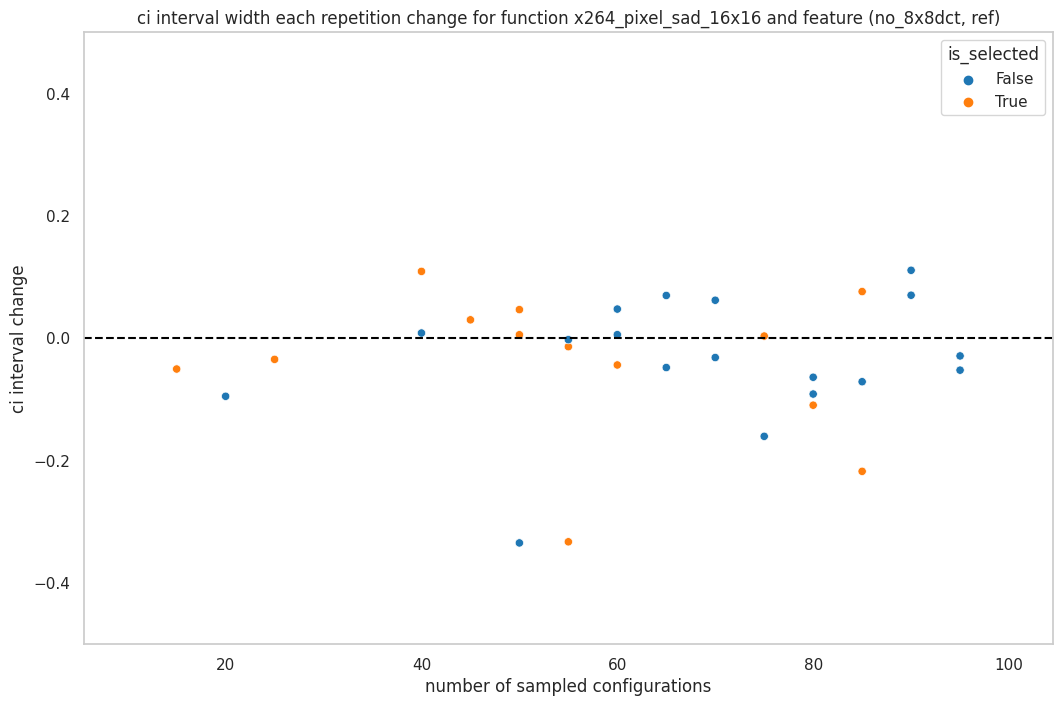 ci interval width each repetition change for function x264_pixel_sad_16x16 and feature (no_8x8dct, ref)
is_selected
False
True
0.4
0.2
0.0
−0.2
−0.4
ci interval change
20 40 60 80 100
number of sampled configurations